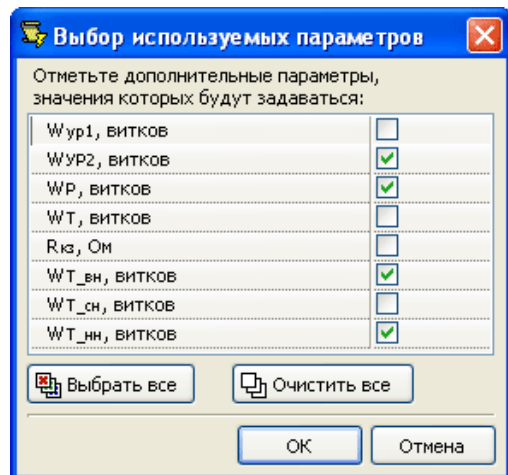 Выбор используемых параметров
Отметьте дополнительные параметры,
значения которых будут задаваться:
Wур1, витков
WУР2, витков
WР, витков
WТ, витков
Rкз, Ом
WТ_вн, витков
WТ_сн, витков
WТ_нн, витков
Выбрать все
Очистить все
ОК
Отмена